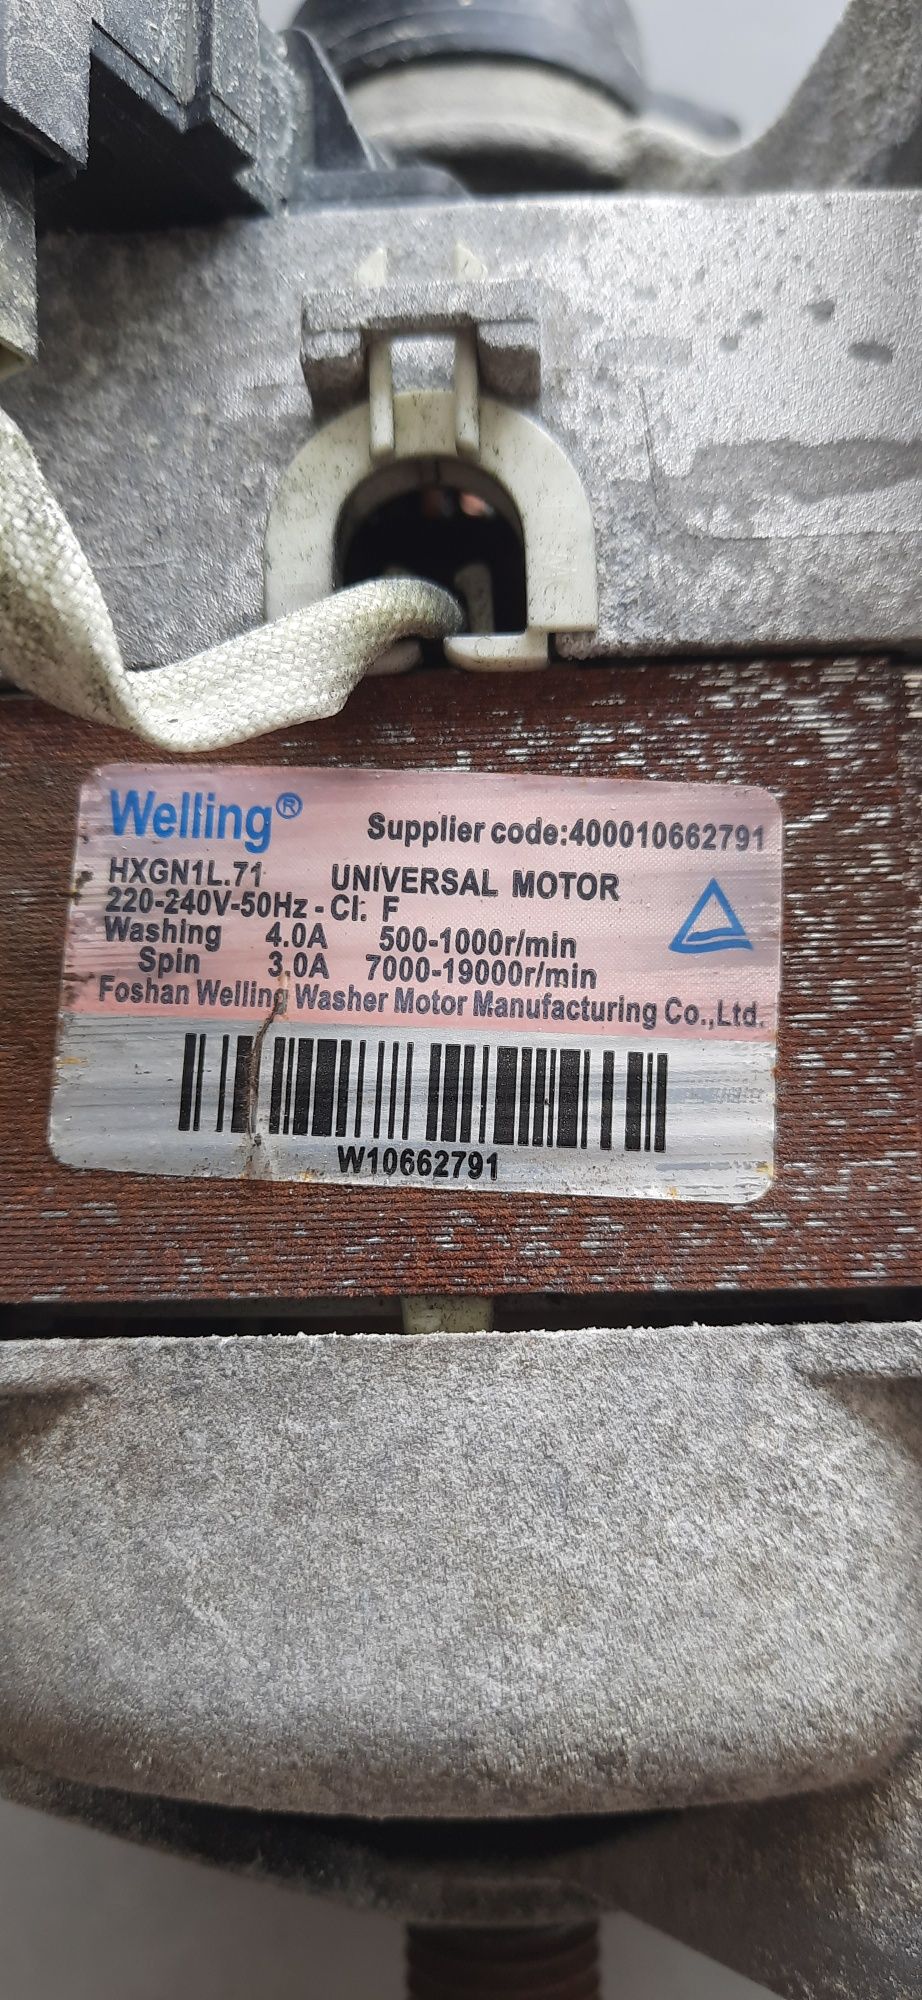 Welling®
Supplier code:400010662791
HXGN1L.71 UNIVERSAL MOTOR
220-240V-50Hz - Cl: F
Washing 4.0A 500-1000r/min
Spin 3.0A 7000-19000r/min
Foshan Welling Washer Motor Manufacturing Co.,Ltd.
W10662791